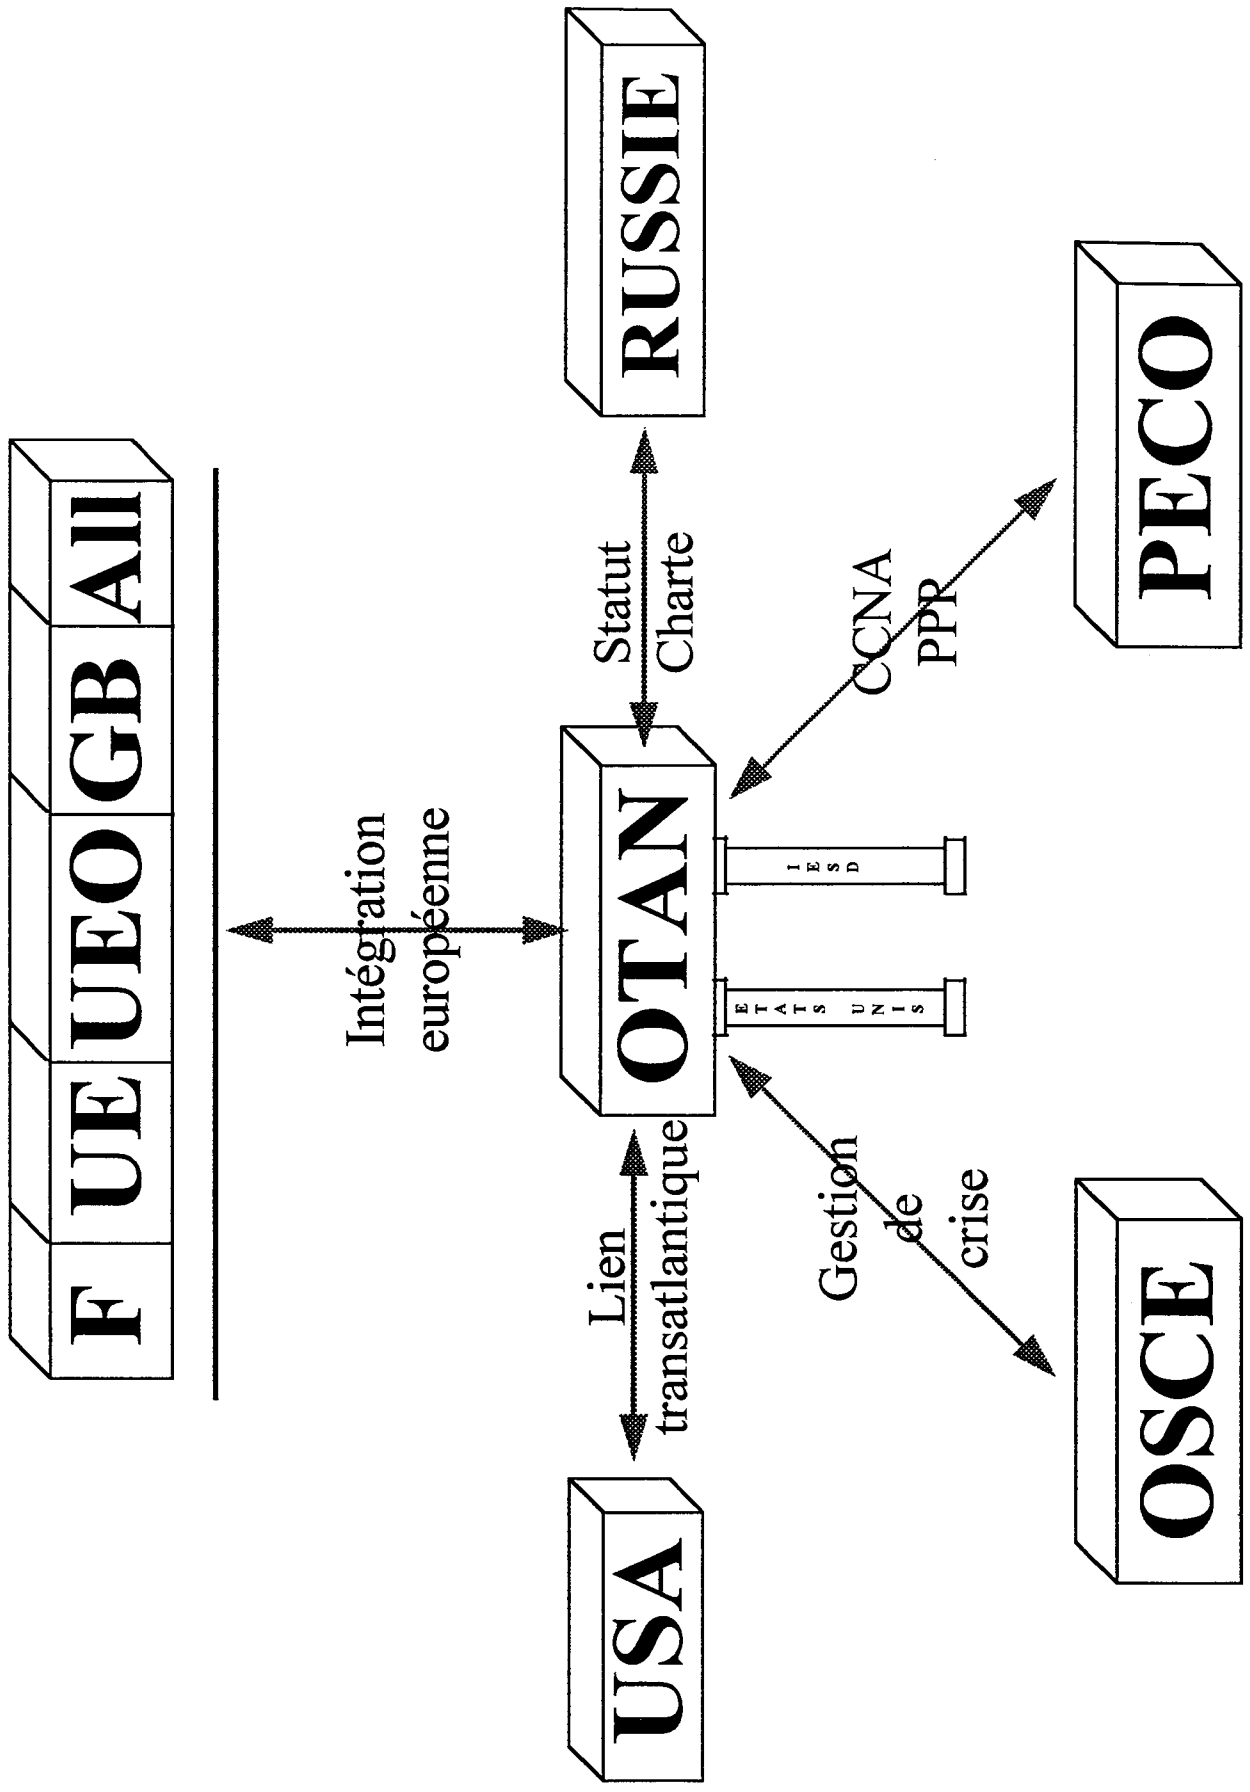 F UE UEO GB All
Intégration
européenne
USA
Lien
transatlantique
OTAN
Statut
Charte
RUSSIE
ETATS UNIS
IESD
Gestion
de
crise
CCNA
PPP
OSCE
PECO